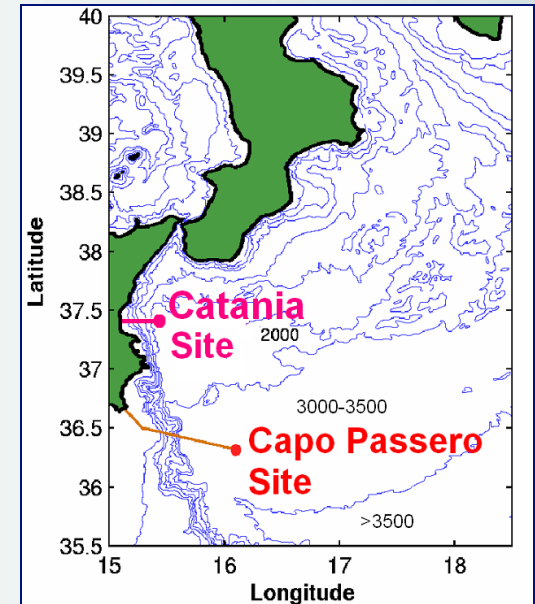 40
39.5
39
38.5
38
37.5
37
36.5
36
35.5
Latitude
Catania
Site
2000
3000-3500
Capo Passero
Site
>3500
15
16
17
18
Longitude